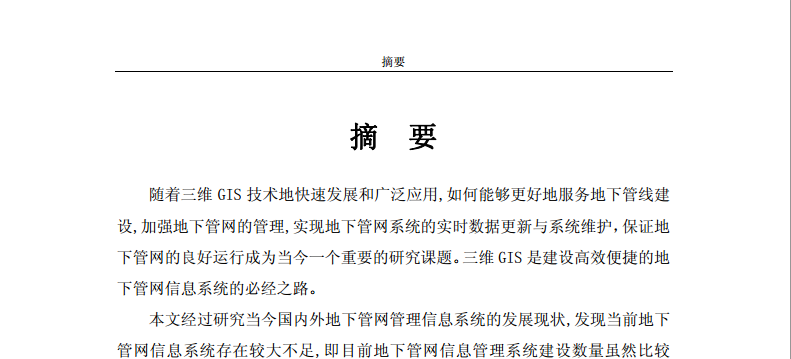 摘要
摘　要
随着三维 GIS 技术地快速发展和广泛应用,如何能够更好地服务地下管线建
设,加强地下管网的管理,实现地下管网系统的实时数据更新与系统维护，保证地
下管网的良好运行成为当今一个重要的研究课题。三维 GIS 是建设高效便捷的地
下管网信息系统的必经之路。
本文经过研究当今国内外地下管网管理信息系统的发展现状,发现当前地下
管网信息系统存在较大不足,即目前地下管网信息管理系统建设数量虽然比较